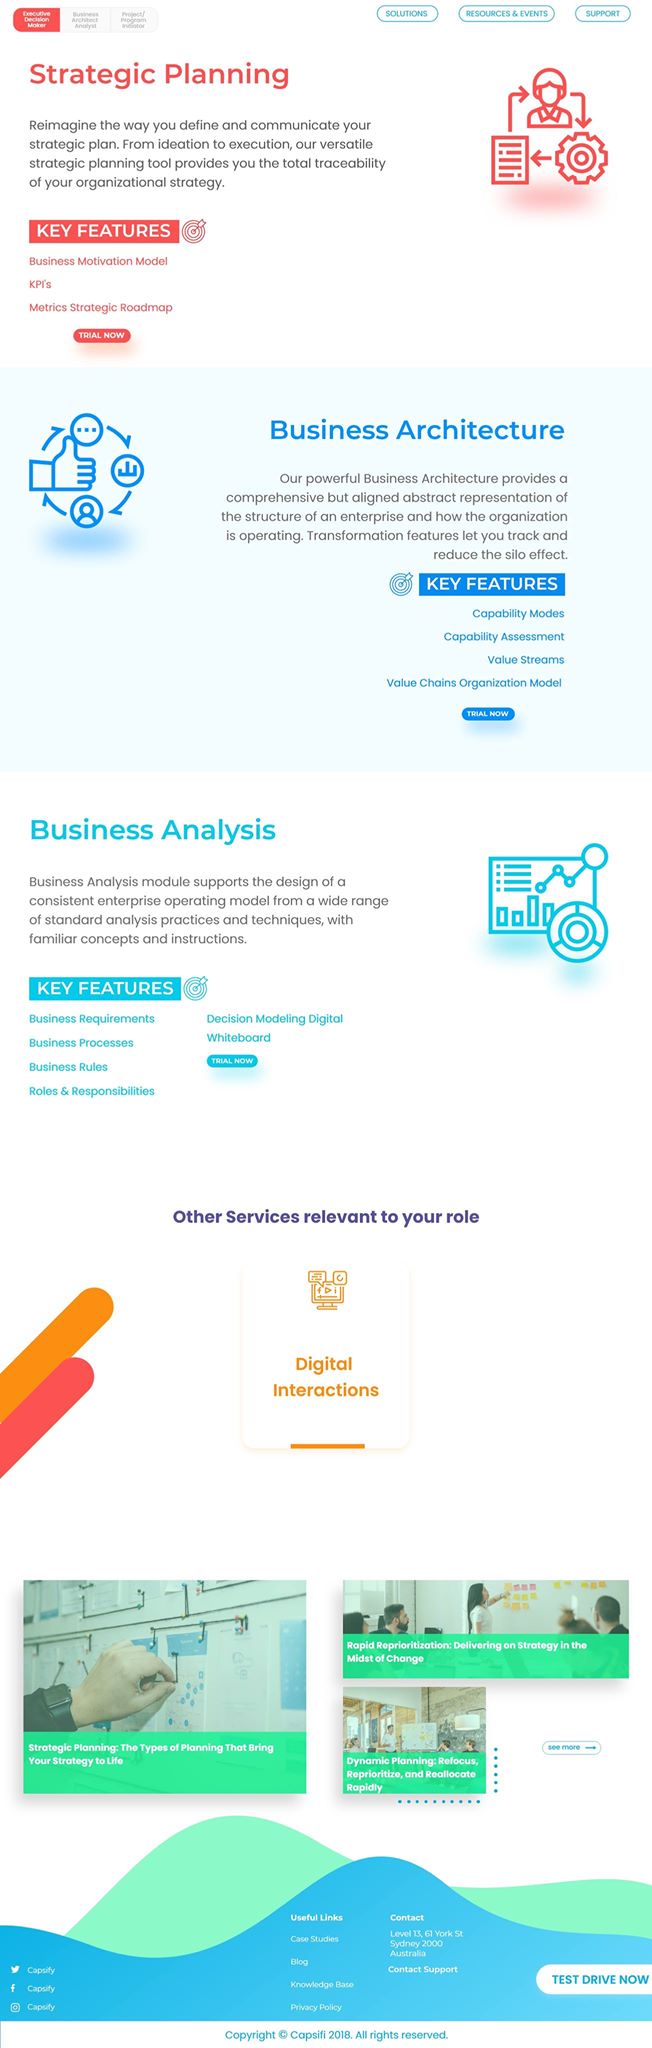 Executive
Decision
Maker
Business
Architect
Analyst
Project/
Program
Initiator
SOLUTIONS
RESOURCES & EVENTS
SUPPORT
Strategic Planning
Reimagine the way you define and communicate your
strategic plan. From ideation to execution, our versatile
strategic planning tool provides you the total traceability
of your organizational strategy.
KEY FEATURES
Business Motivation Model
KPI's
Metrics Strategic Roadmap
TRIAL NOW
Business Architecture
Our powerful Business Architecture provides a
comprehensive but aligned abstract representation of
the structure of an enterprise and how the organization
is operating. Transformation features let you track and
reduce the silo effect.
KEY FEATURES
Capability Modes
Capability Assessment
Value Streams
Value Chains Organization Model
TRIAL NOW
Business Analysis
Business Analysis module supports the design of a
consistent enterprise operating model from a wide range
of standard analysis practices and techniques, with
familiar concepts and instructions.
KEY FEATURES
Business Requirements
Business Processes
Business Rules
Roles & Responsibilities
Decision Modeling Digital
Whiteboard
TRIAL NOW
Other Services relevant to your role
Digital
Interactions
Strategic Planning: The Types of Planning That Bring
Your Strategy to Life
Rapid Reprioritization: Delivering on Strategy in the
Midst of Change
Dynamic Planning: Refocus,
Reprioritize, and Reallocate
Rapidly
see more
Capsify
Capsify
Capsify
Useful Links
Case Studies
Blog
Knowledge Base
Privacy Policy
Contact
Level 13, 61 York St
Sydney 2000
Australia
Contact Support
TEST DRIVE NOW
Copyright © Capsifi 2018. All rights reserved.